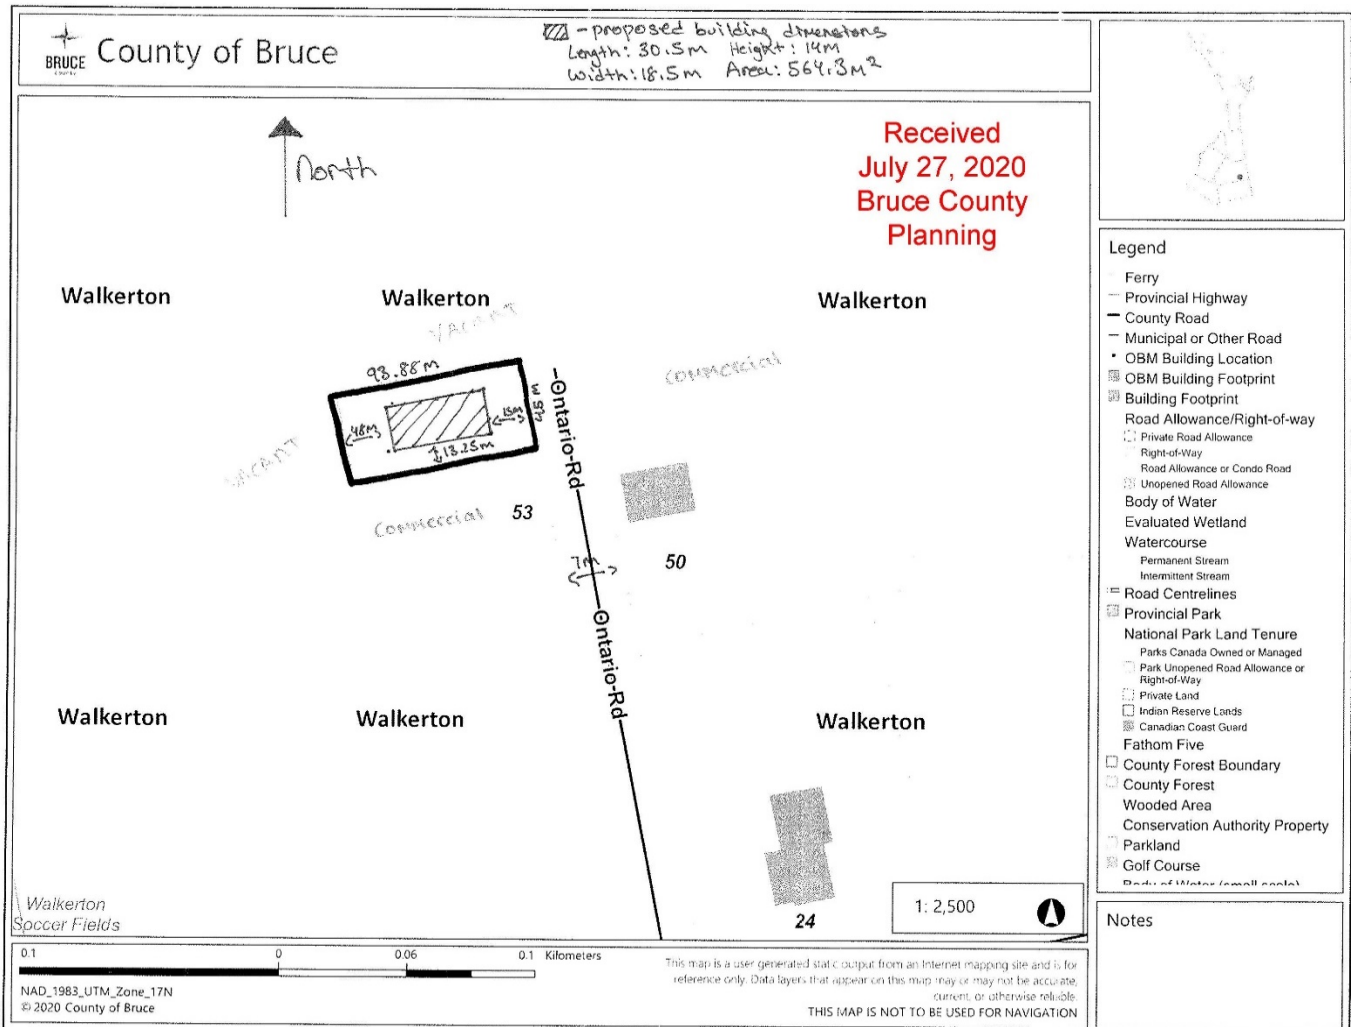 BRUCE
County
County of Bruce
- proposed building dimensions
Length: 30.5m Height: 14m
Width: 18.5m Area: 564.3m²
Received
July 27, 2020
Bruce County
Planning
North
Walkerton
Walkerton
Walkerton
VACANT
Commercial
93.88m
48m
15m
45m
13.25m
VACANT
Commercial
53
Ontario-Rd
50
7m
Ontario-Rd
Walkerton
Walkerton
Walkerton
24
Walkerton
Soccer Fields
1: 2,500
0.1 0 0.06 0.1 Kilometers
NAD_1983_UTM_Zone_17N
© 2020 County of Bruce
This map is a user generated static output from an Internet mapping site and is for
reference only. Data layers that appear on this map may or may not be accurate,
current, or otherwise reliable.
THIS MAP IS NOT TO BE USED FOR NAVIGATION
Legend
Ferry
Provincial Highway
County Road
Municipal or Other Road
OBM Building Location
OBM Building Footprint
Building Footprint
Road Allowance/Right-of-way
Private Road Allowance
Right-of-Way
Road Allowance or Condo Road
Unopened Road Allowance
Body of Water
Evaluated Wetland
Watercourse
Permanent Stream
Intermittent Stream
Road Centrelines
Provincial Park
National Park Land Tenure
Parks Canada Owned or Managed
Park Unopened Road Allowance or
Right-of-Way
Private Land
Indian Reserve Lands
Canadian Coast Guard
Fathom Five
County Forest Boundary
County Forest
Wooded Area
Conservation Authority Property
Parkland
Golf Course
Body of Water (small scale)
Notes